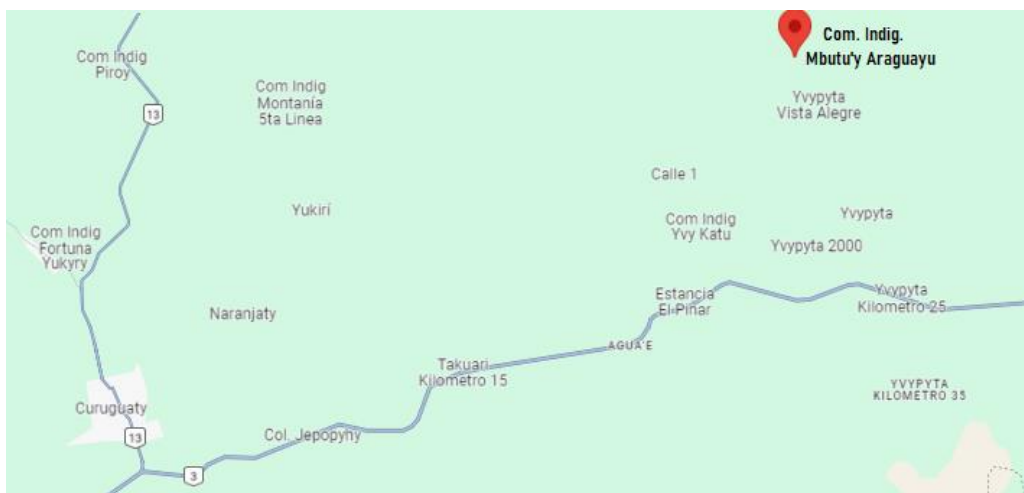 Com. Indig.
Mbutu'y Araguayu
Com Indig
Piroy
Com Indig
Montanía
5ta Linea
Yvypyta
Vista Alegre
13
Calle 1
Yukirí
Com Indig
Yvy Katu
Yvypyta
Com Indig
Fortuna
Yukyry
Yvypyta 2000
Estancia
El Pinar
Yvypyta
Kilometro 25
Naranjaty
AGUA'E
Takuari
Kilometro 15
YVYPYTA
KILOMETRO 35
Curuguaty
13
Col. Jepopyhy
3